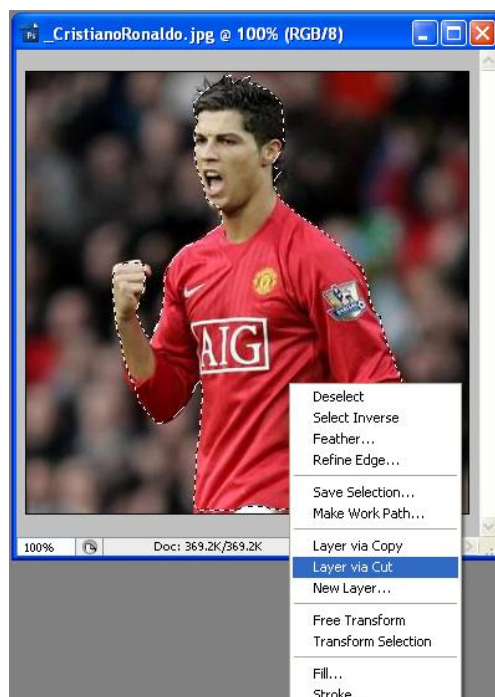 _CristianoRonaldo.jpg @ 100% (RGB/8)
AIG
Deselect
Select Inverse
Feather...
Refine Edge...
Save Selection...
Make Work Path...
Layer via Copy
Layer via Cut
New Layer...
Free Transform
Transform Selection
Fill...
Stroke
100%
Doc: 369.2K/369.2K